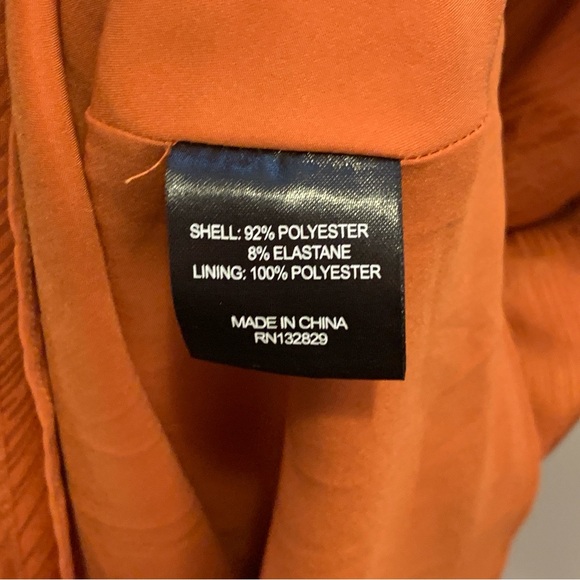 SHELL: 92% POLYESTER
8% ELASTANE
LINING: 100% POLYESTER
MADE IN CHINA
RN132829